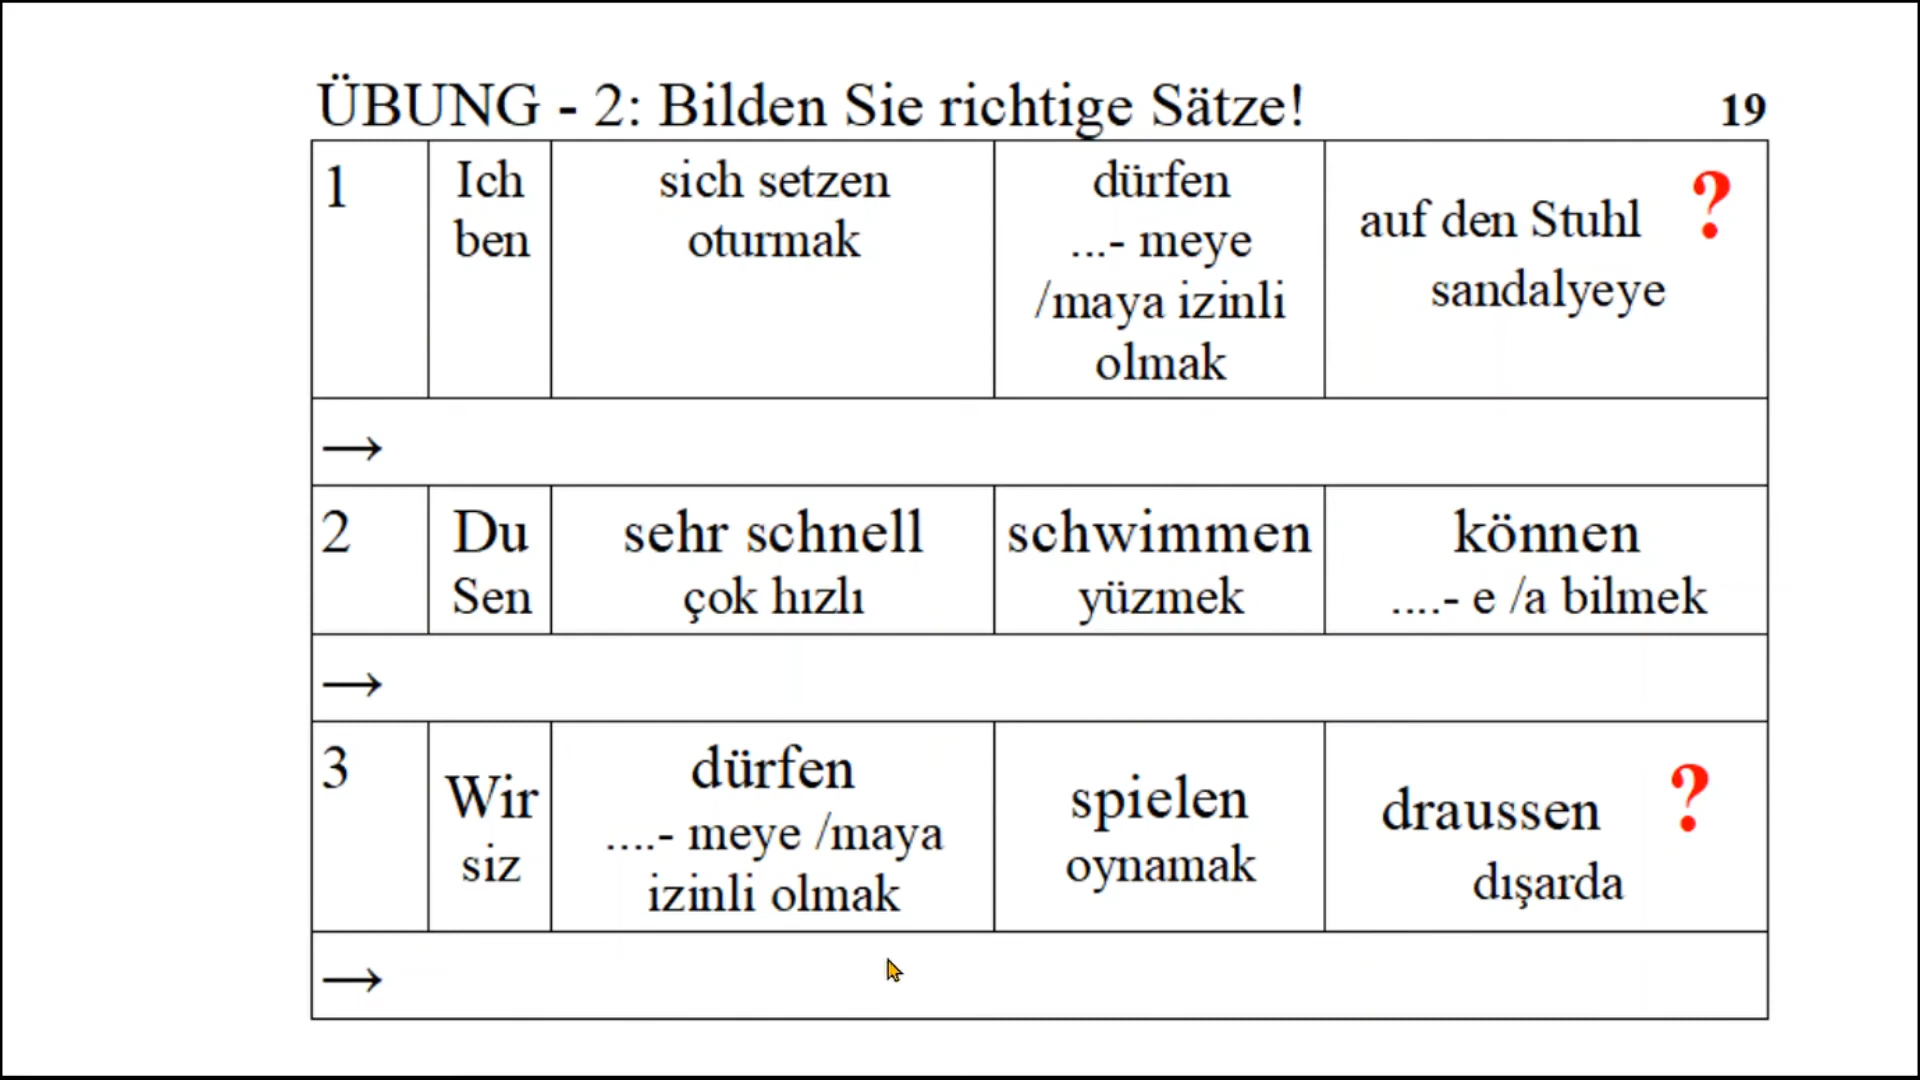 ÜBUNG - 2: Bilden Sie richtige Sätze! 19
1
Ich
ben
sich setzen
oturmak
dürfen
...- meye
/maya izinli
olmak
auf den Stuhl ?
sandalyeye
→
2
Du
Sen
sehr schnell
çok hızlı
schwimmen
yüzmek
können
....- e /a bilmek
→
3
Wir
siz
dürfen
....- meye /maya
izinli olmak
spielen
oynamak
draussen ?
dışarda
→